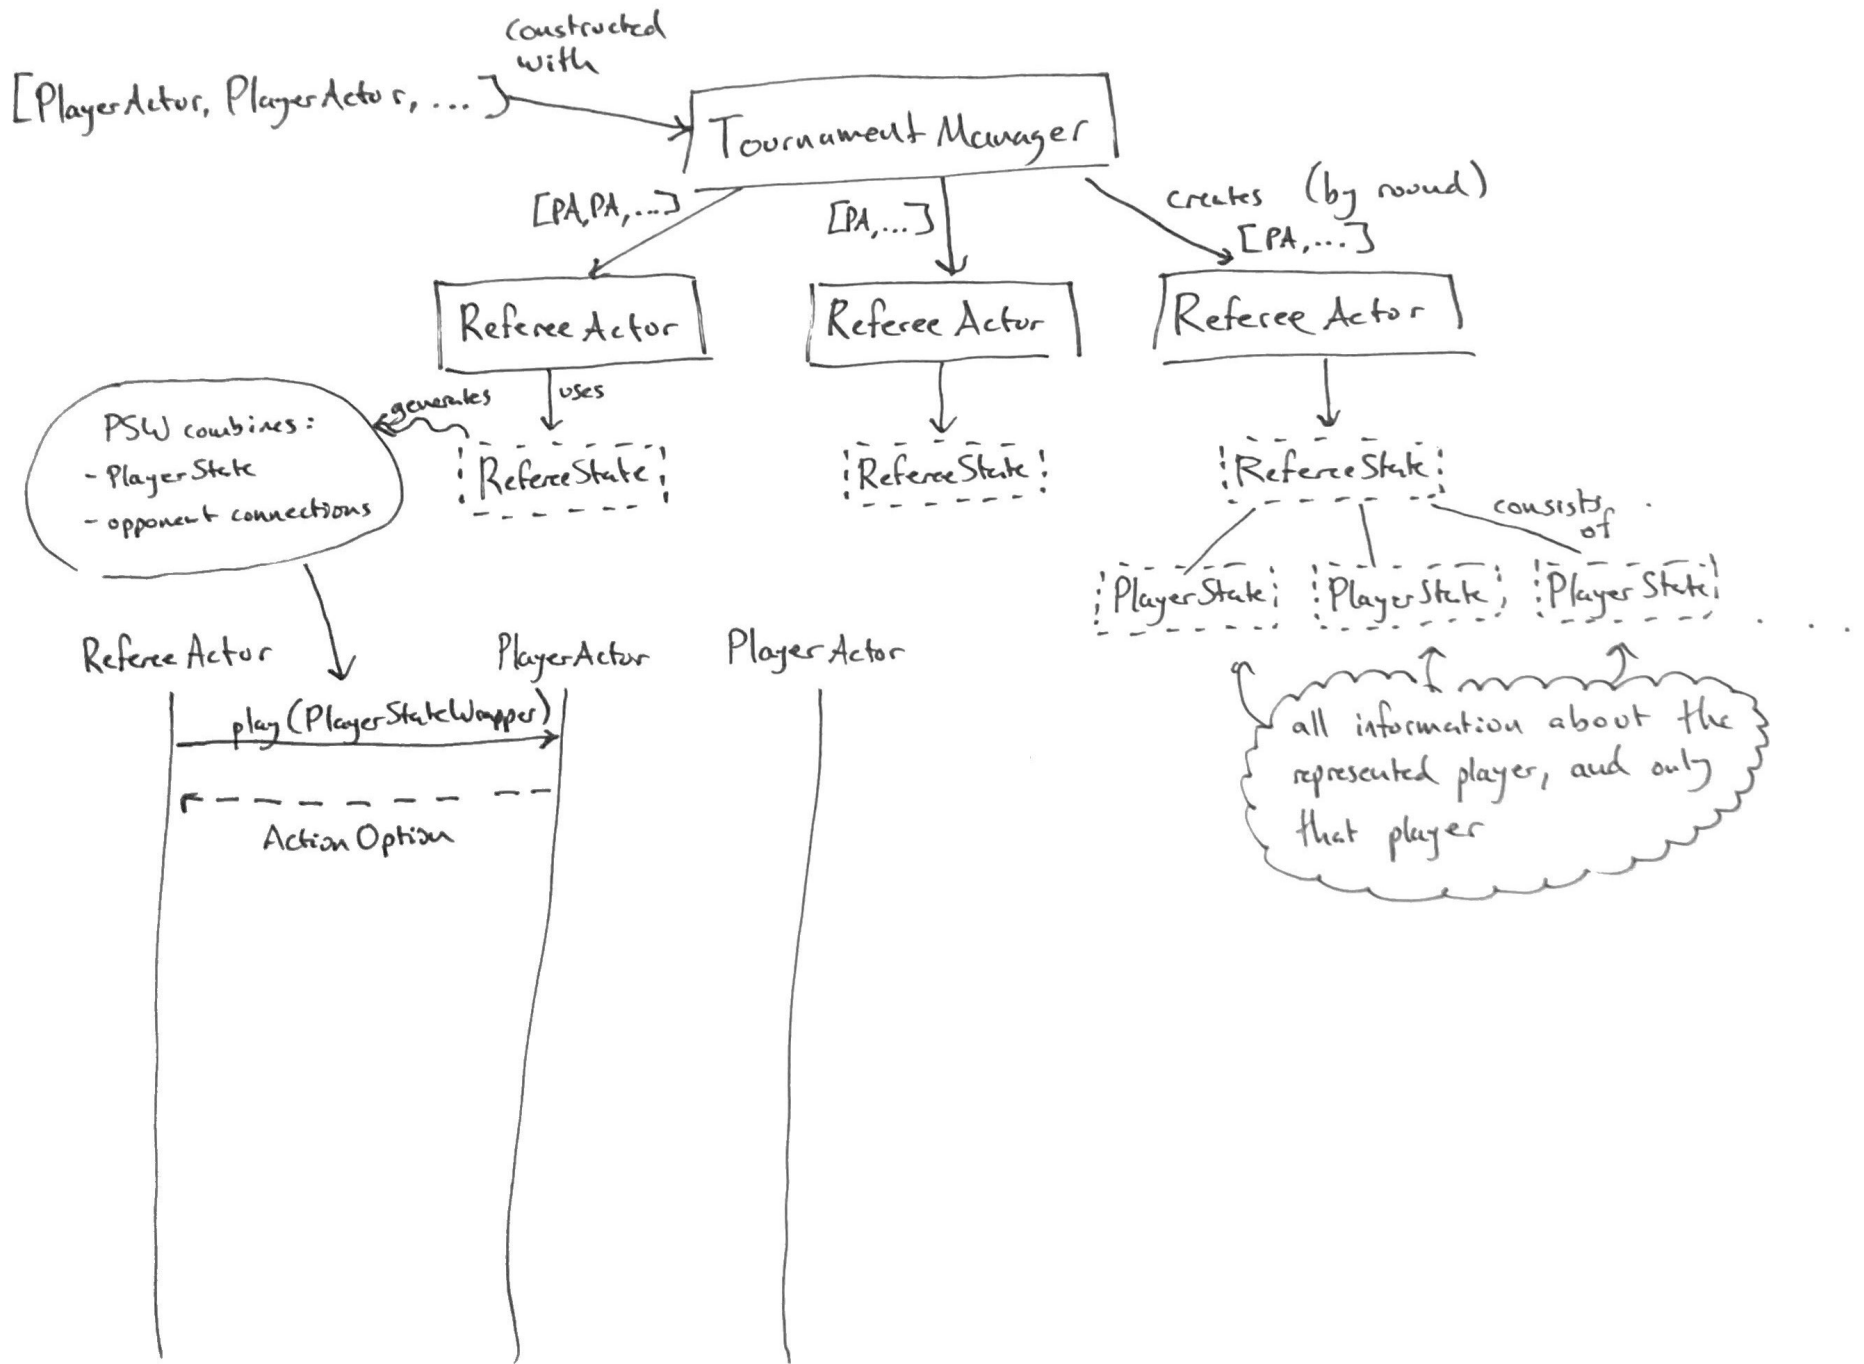 constructed
with
[PlayerActor, PlayerActor, ...]
Tournament Manager
[PA,PA,...]
[PA,...]
creates (by round)
[PA,...]
Referee Actor
Referee Actor
Referee Actor
generates
uses
PSW combines:
- PlayerState
- opponent connections
RefereeState
RefereeState
RefereeState
consists
of
PlayerState
PlayerState
PlayerState
. . .
Referee Actor
PlayerActor
Player Actor
play(PlayerStateWrapper)
Action Option
all information about the
represented player, and only
that player